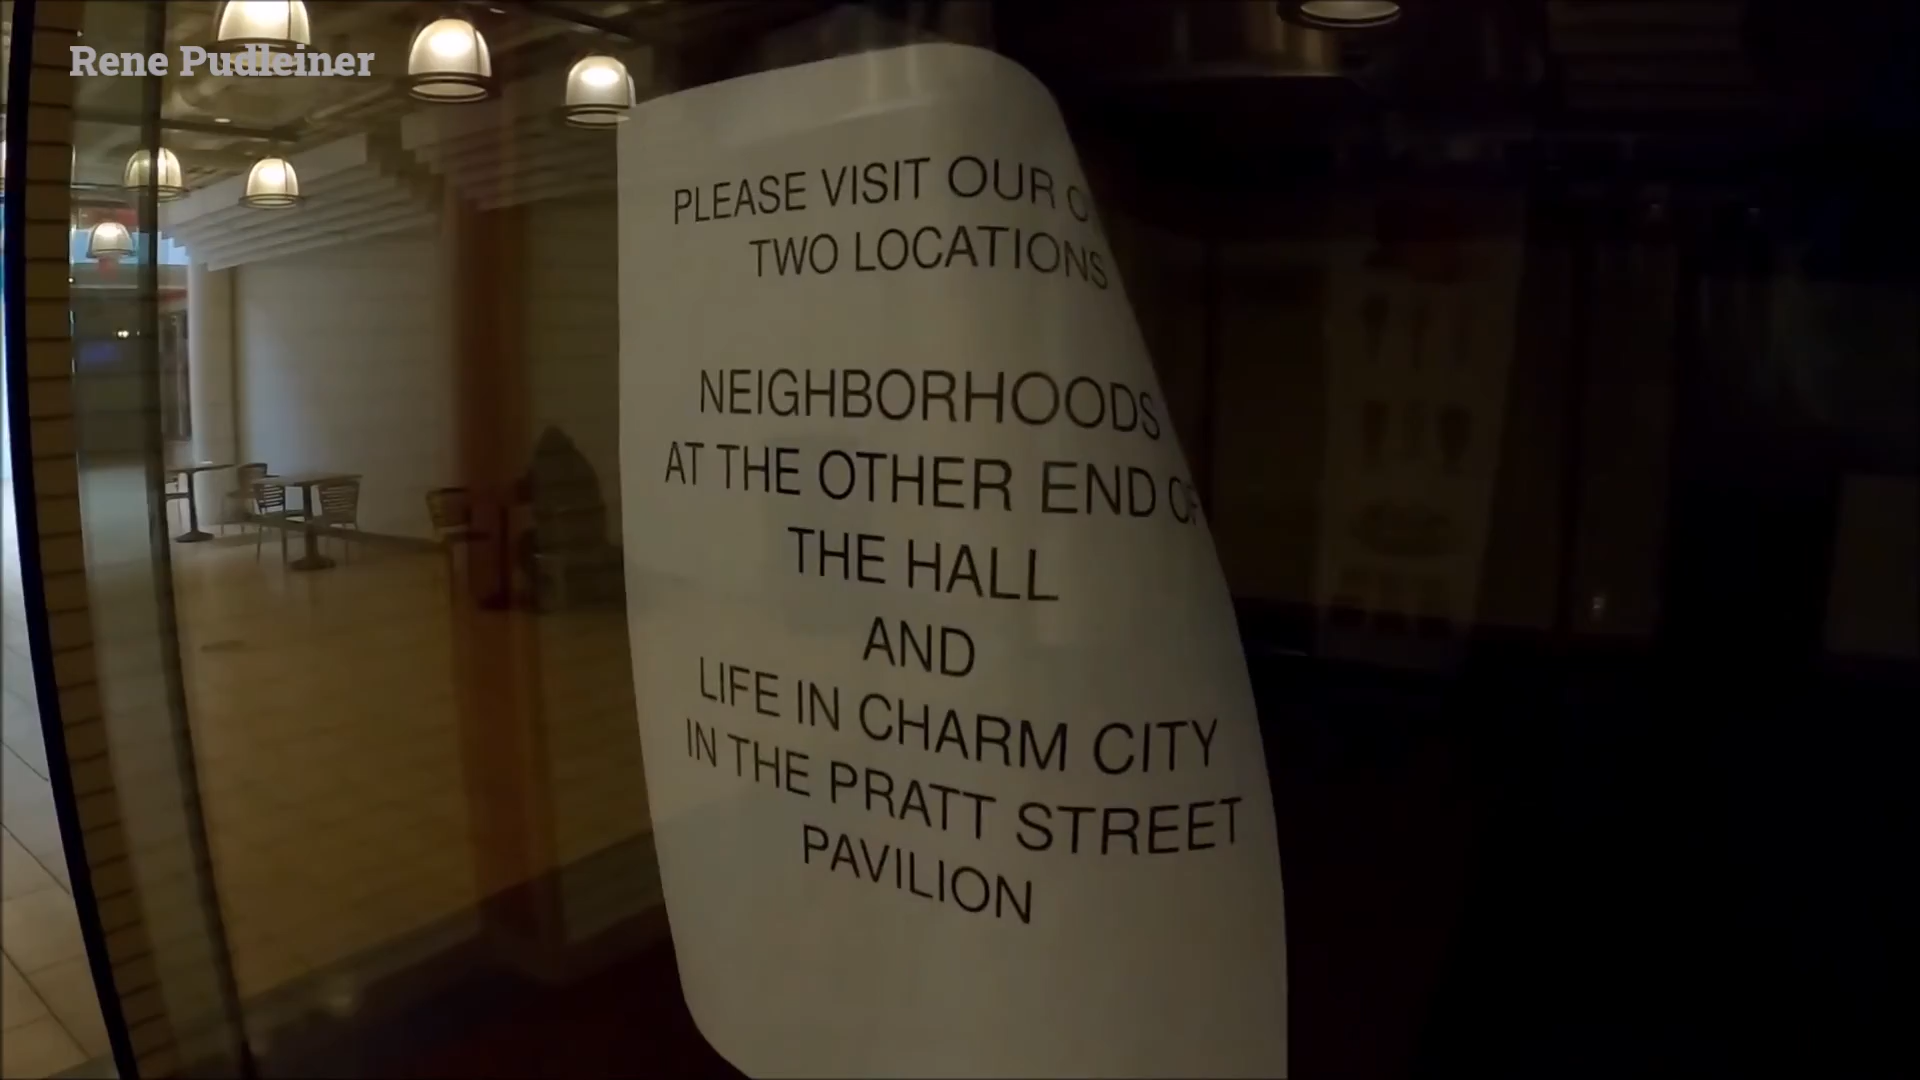 Rene Pudleiner
PLEASE VISIT OUR
TWO LOCATIONS
NEIGHBORHOODS
AT THE OTHER END OF
THE HALL
AND
LIFE IN CHARM CITY
IN THE PRATT STREET
PAVILION